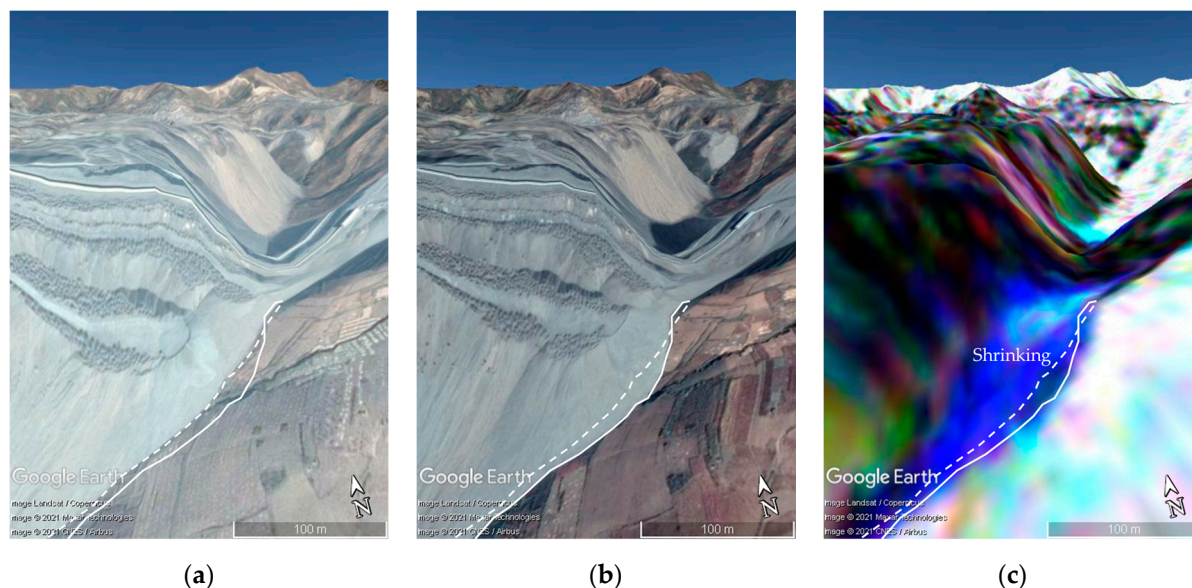 Shrinking
Google Earth
Image Landsat / Copernicus
Image © 2021 Maxar Technologies
Image © 2021 CNES / Airbus
N
100 m
Google Earth
Image Landsat / Copernicus
Image © 2021 Maxar Technologies
Image © 2021 CNES / Airbus
N
100 m
Google Earth
Image Landsat / Copernicus
Image © 2021 Maxar Technologies
Image © 2021 CNES / Airbus
N
100 m
(a)
(b)
(c)